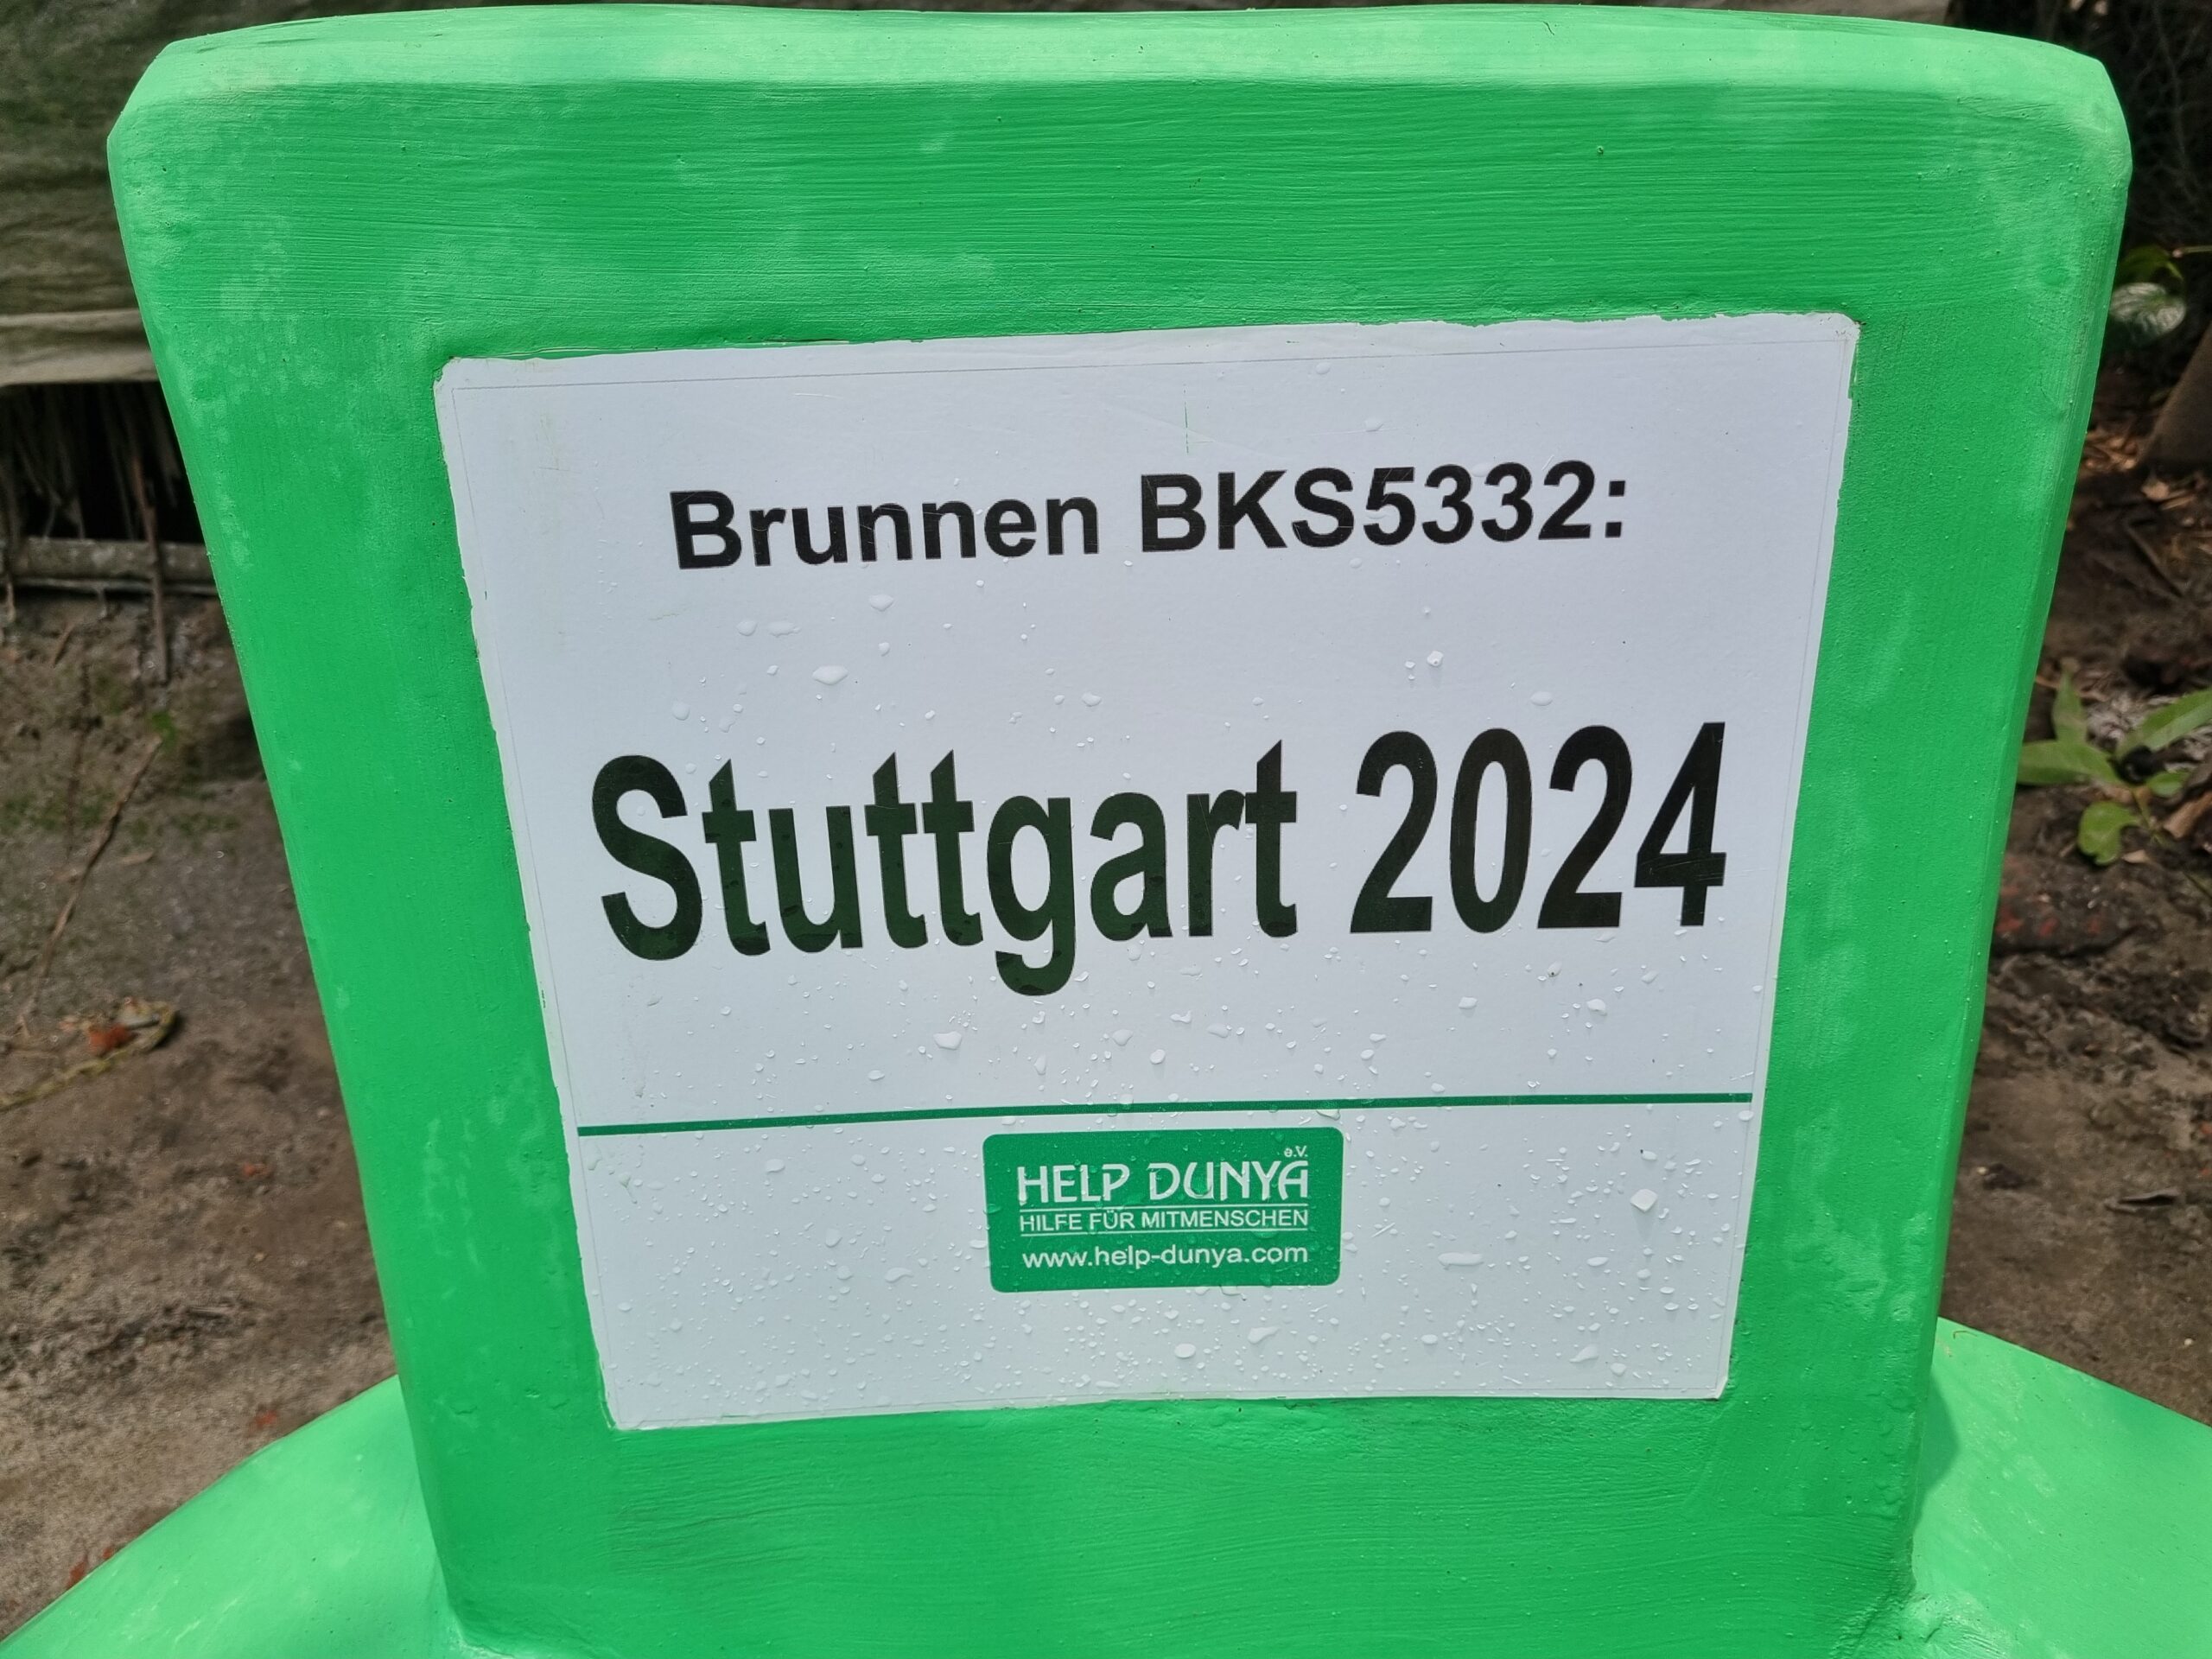 Brunnen BKS5332:
Stuttgart 2024
e.V.
HELP DUNYA
HILFE FÜR MITMENSCHEN
www.help-dunya.com